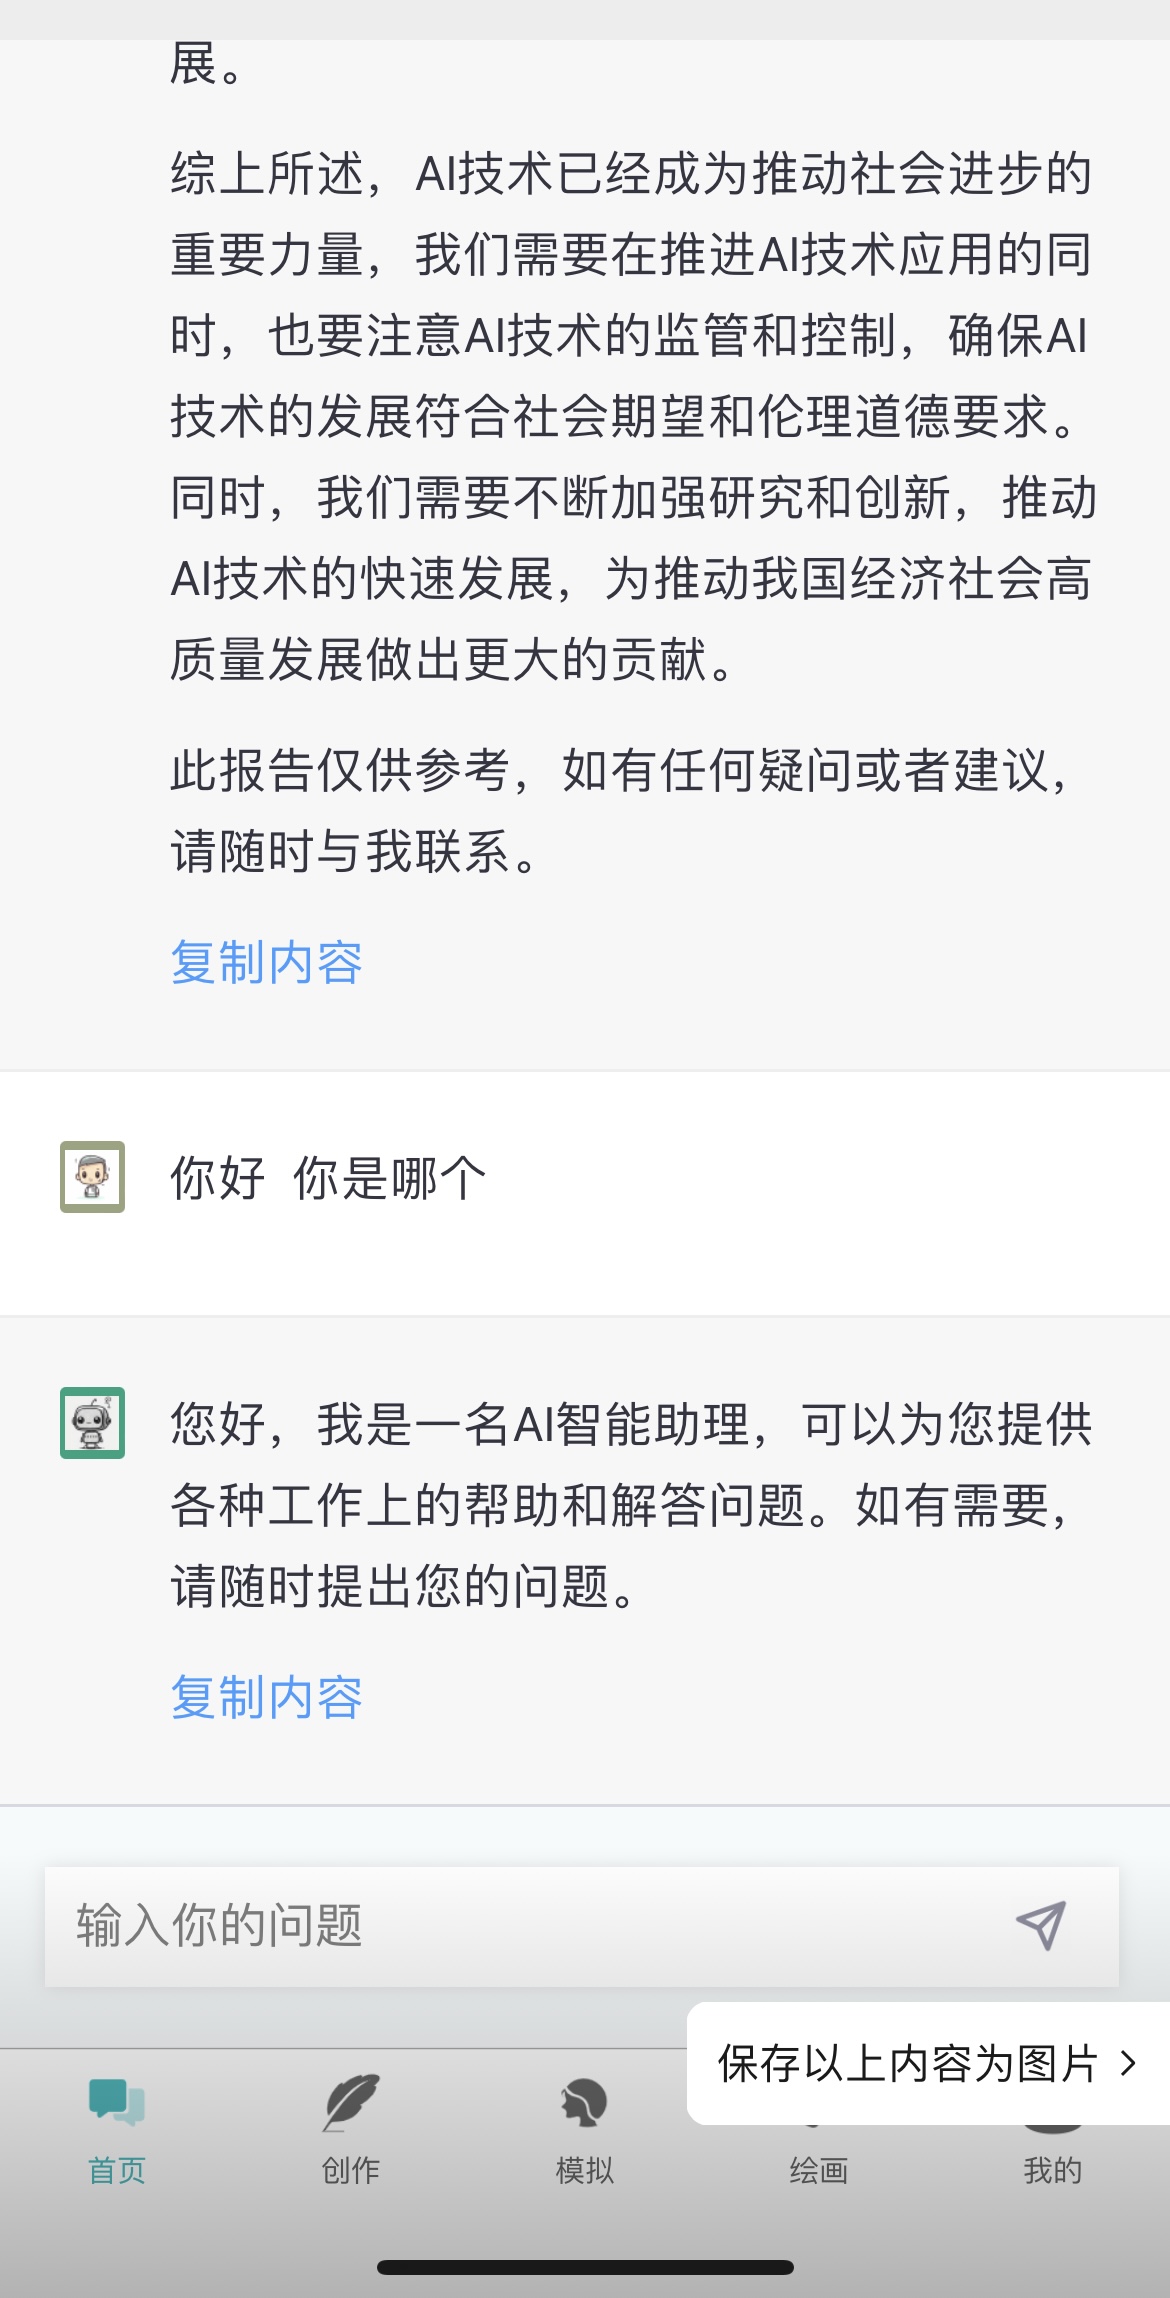 展。
综上所述，AI技术已经成为推动社会进步的
重要力量，我们需要在推进AI技术应用的同
时，也要注意AI技术的监管和控制，确保AI
技术的发展符合社会期望和伦理道德要求。
同时，我们需要不断加强研究和创新，推动
AI技术的快速发展，为推动我国经济社会高
质量发展做出更大的贡献。
此报告仅供参考，如有任何疑问或者建议，
请随时与我联系。
复制内容
你好 你是哪个
您好，我是一名AI智能助理，可以为您提供
各种工作上的帮助和解答问题。如有需要，
请随时提出您的问题。
复制内容
输入你的问题
保存以上内容为图片
首页 创作 模拟 绘画 我的